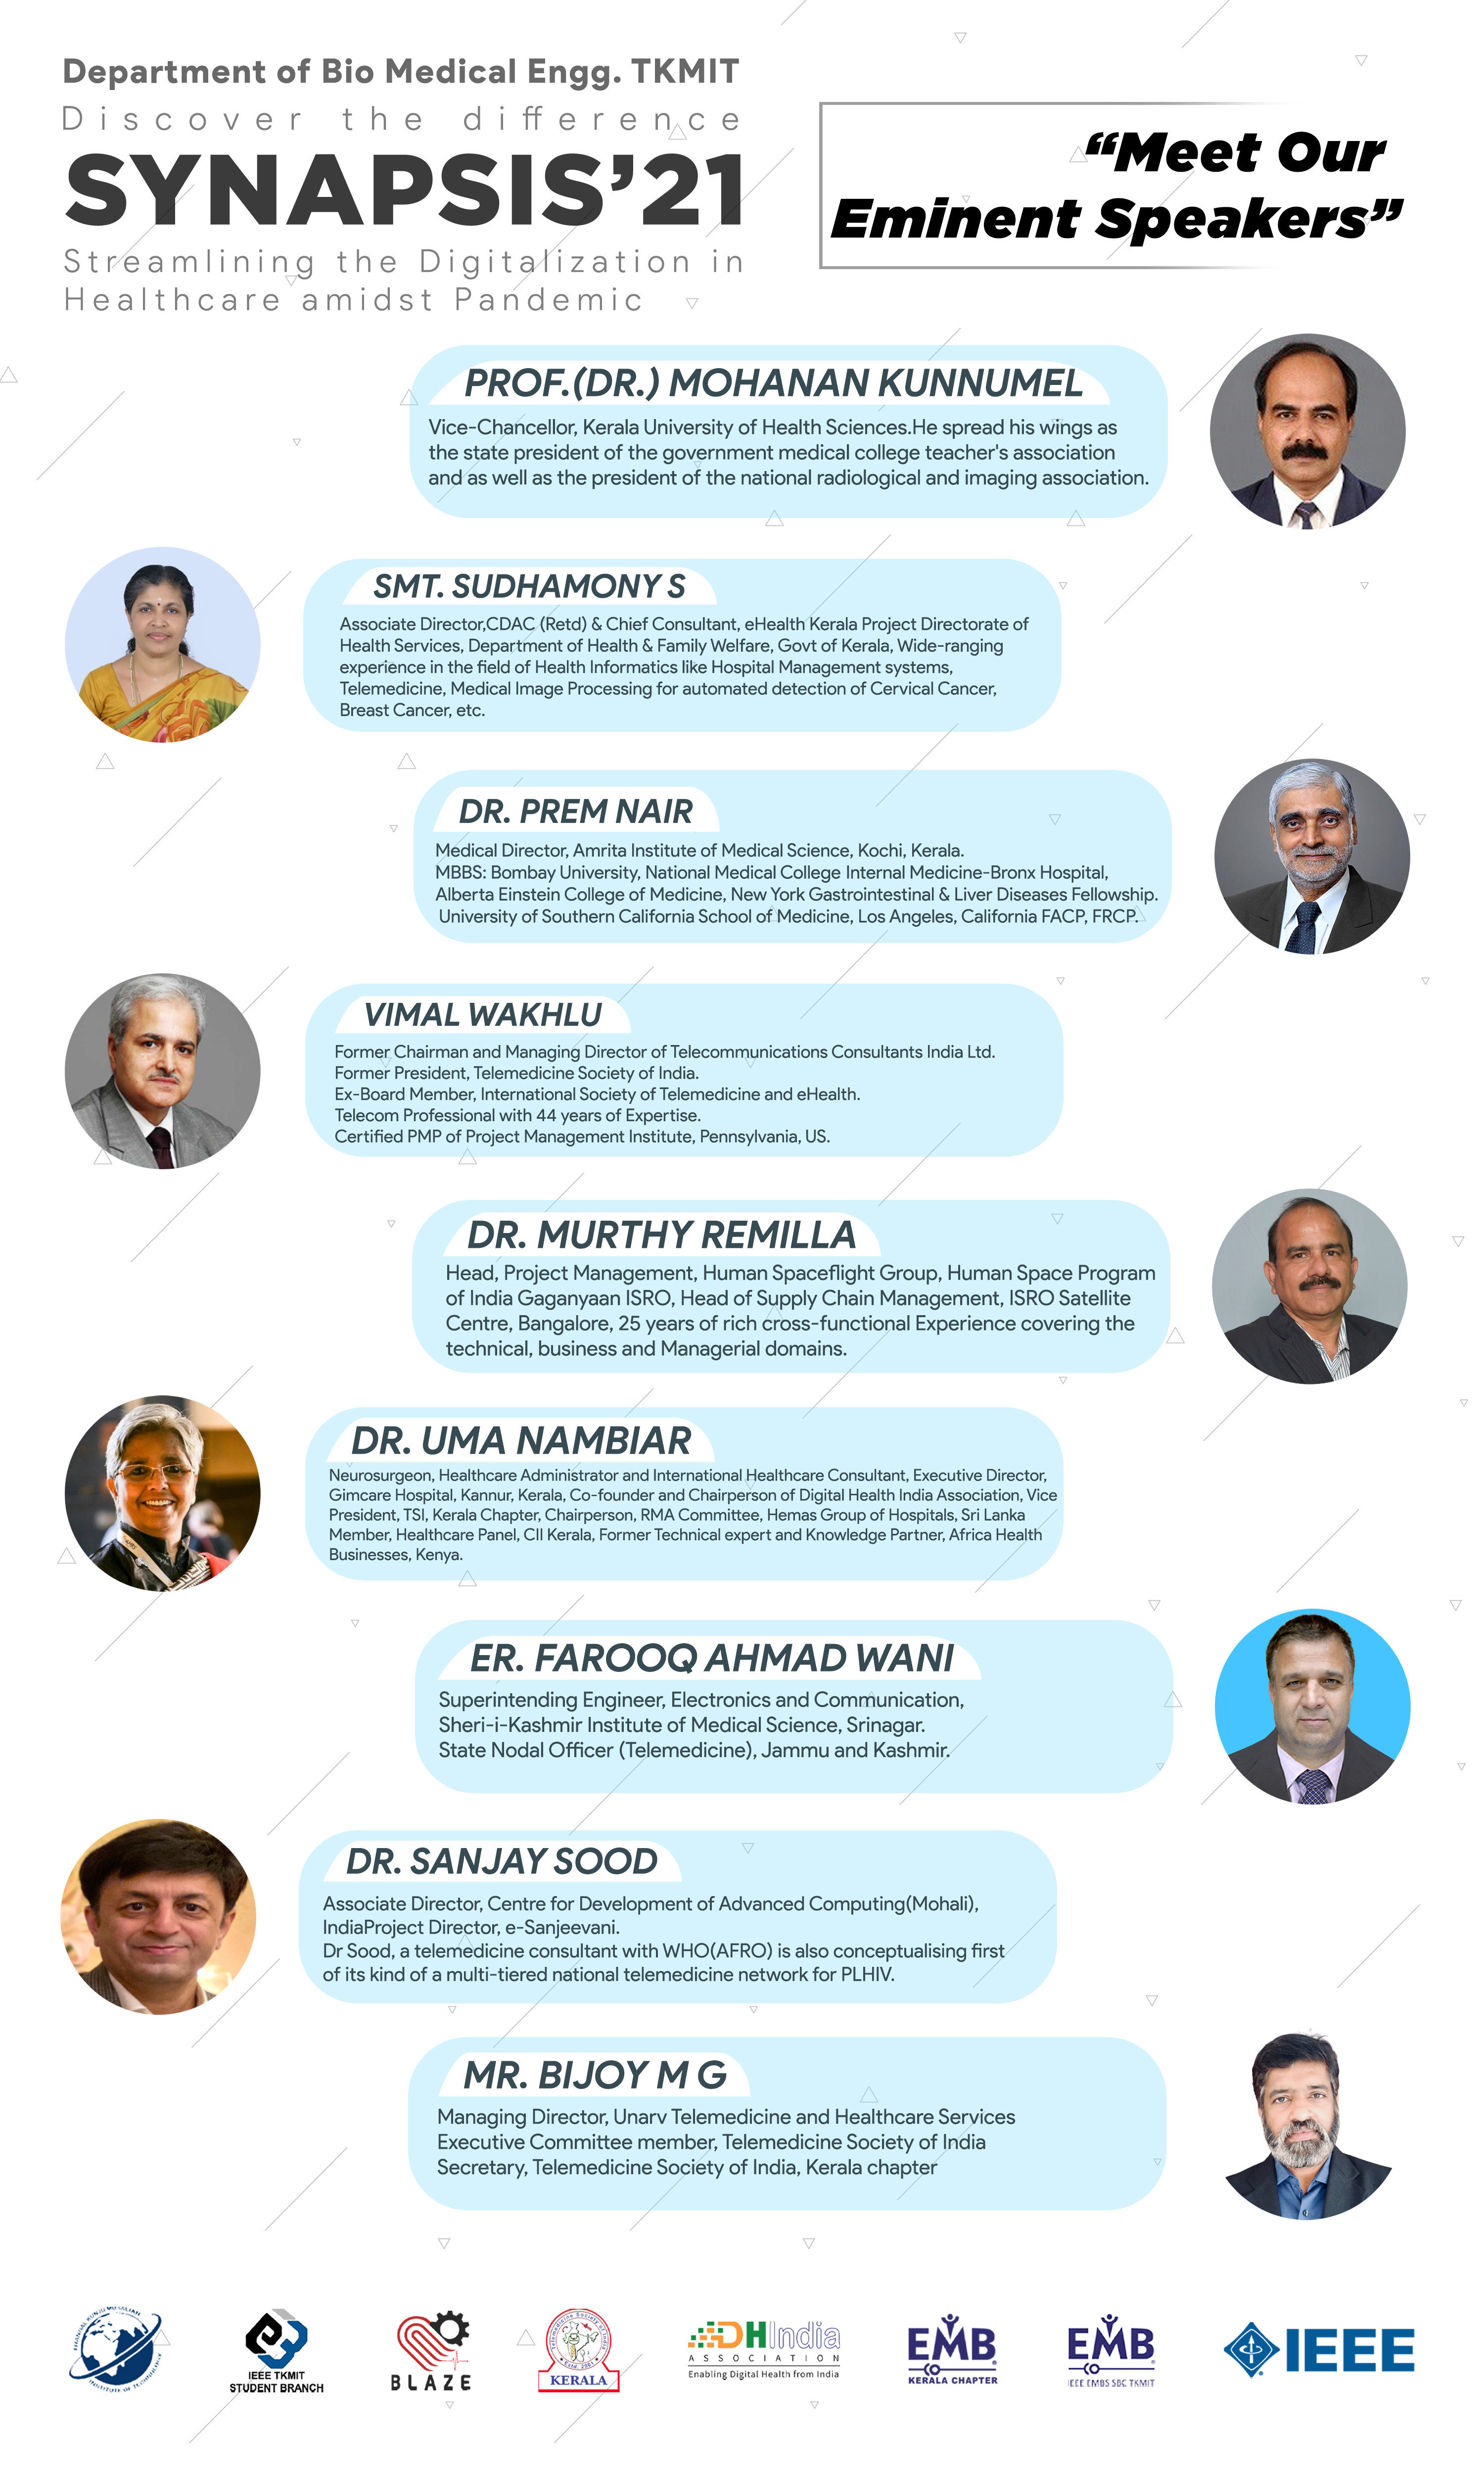 Department of Bio Medical Engg. TKMIT
Discover the difference
SYNAPSIS’21
Streamlining the Digitalization in
Healthcare amidst Pandemic
“Meet Our
Eminent Speakers”
PROF.(DR.) MOHANAN KUNNUMEL
Vice-Chancellor, Kerala University of Health Sciences.He spread his wings as
the state president of the government medical college teacher's association
and as well as the president of the national radiological and imaging association.
SMT. SUDHAMONY S
Associate Director,CDAC (Retd) & Chief Consultant, eHealth Kerala Project Directorate of
Health Services, Department of Health & Family Welfare, Govt of Kerala, Wide-ranging
experience in the field of Health Informatics like Hospital Management systems,
Telemedicine, Medical Image Processing for automated detection of Cervical Cancer,
Breast Cancer, etc.
DR. PREM NAIR
Medical Director, Amrita Institute of Medical Science, Kochi, Kerala.
MBBS: Bombay University, National Medical College Internal Medicine-Bronx Hospital,
Alberta Einstein College of Medicine, New York Gastrointestinal & Liver Diseases Fellowship.
University of Southern California School of Medicine, Los Angeles, California FACP, FRCP.
VIMAL WAKHLU
Former Chairman and Managing Director of Telecommunications Consultants India Ltd.
Former President, Telemedicine Society of India.
Ex-Board Member, International Society of Telemedicine and eHealth.
Telecom Professional with 44 years of Expertise.
Certified PMP of Project Management Institute, Pennsylvania, US.
DR. MURTHY REMILLA
Head, Project Management, Human Spaceflight Group, Human Space Program
of India Gaganyaan ISRO, Head of Supply Chain Management, ISRO Satellite
Centre, Bangalore, 25 years of rich cross-functional Experience covering the
technical, business and Managerial domains.
DR. UMA NAMBIAR
Neurosurgeon, Healthcare Administrator and International Healthcare Consultant, Executive Director,
Gimcare Hospital, Kannur, Kerala, Co-founder and Chairperson of Digital Health India Association, Vice
President, TSI, Kerala Chapter, Chairperson, RMA Committee, Hemas Group of Hospitals, Sri Lanka
Member, Healthcare Panel, CII Kerala, Former Technical expert and Knowledge Partner, Africa Health
Businesses, Kenya.
ER. FAROOQ AHMAD WANI
Superintending Engineer, Electronics and Communication,
Sheri-i-Kashmir Institute of Medical Science, Srinagar.
State Nodal Officer (Telemedicine), Jammu and Kashmir.
DR. SANJAY SOOD
Associate Director, Centre for Development of Advanced Computing(Mohali),
IndiaProject Director, e-Sanjeevani.
Dr Sood, a telemedicine consultant with WHO(AFRO) is also conceptualising first
of its kind of a multi-tiered national telemedicine network for PLHIV.
MR. BIJOY M G
Managing Director, Unarv Telemedicine and Healthcare Services
Executive Committee member, Telemedicine Society of India
Secretary, Telemedicine Society of India, Kerala chapter
INSTITUTE OF TECHNOLOGY
IEEE TKMIT
STUDENT BRANCH
BLAZE
Telemedicine Society of India
KERALA
DHIndia
ASSOCIATION
Enabling Digital Health from India
EMB
KERALA CHAPTER
EMB
IEEE EMBS SBC TKMIT
IEEE